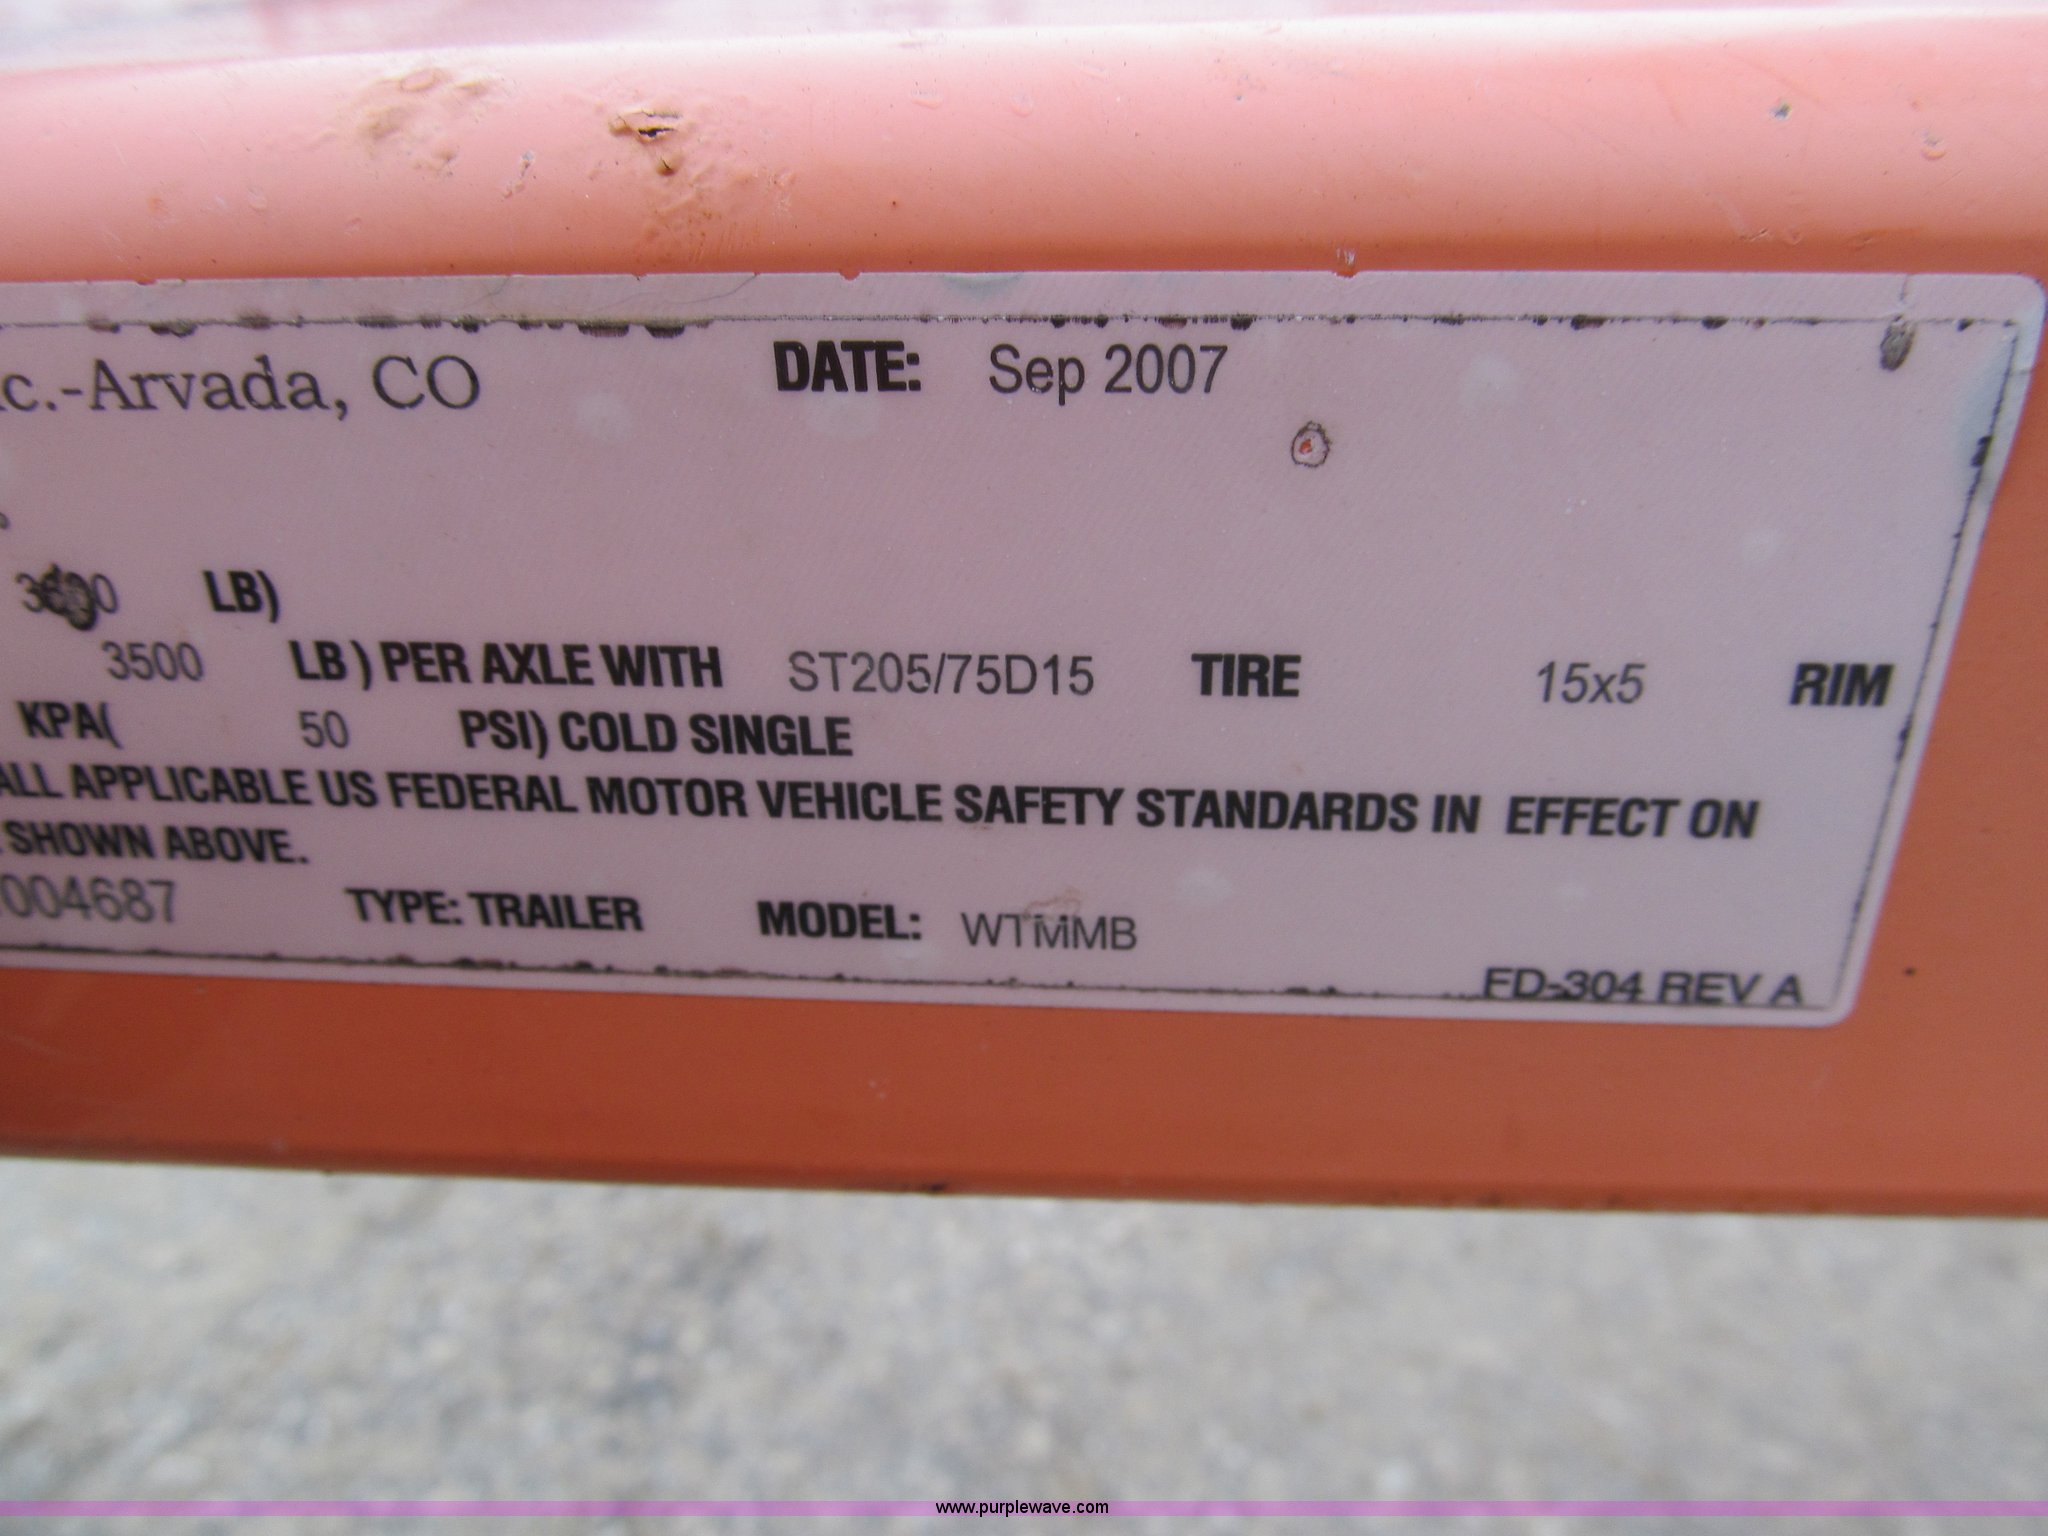 c.-Arvada, CO DATE: Sep 2007
LB)
3500 LB ) PER AXLE WITH ST205/75D15 TIRE 15x5 RIM
KPA( 50 PSI) COLD SINGLE
ALL APPLICABLE US FEDERAL MOTOR VEHICLE SAFETY STANDARDS IN EFFECT ON
SHOWN ABOVE.
004687 TYPE: TRAILER MODEL: WTMMB
FD-304 REV A
www.purplewave.com